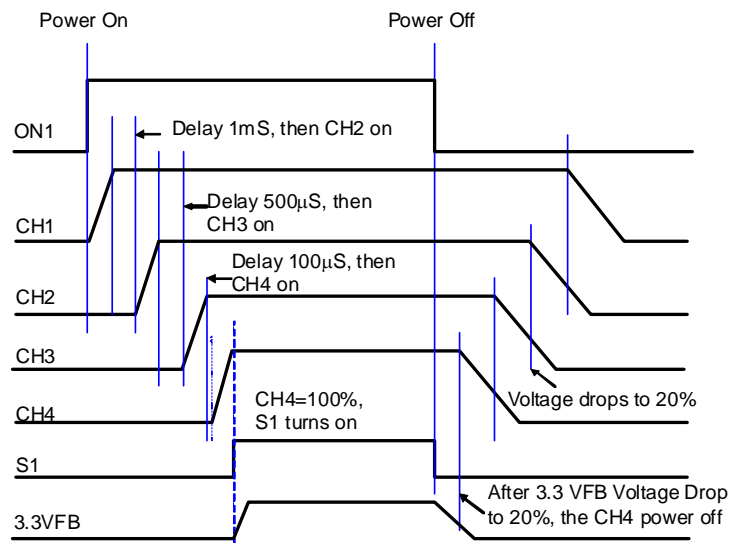 Power On
Power Off
ON1
Delay 1mS, then CH2 on
CH1
Delay 500μS, then
CH3 on
CH2
Delay 100μS, then
CH4 on
CH3
Voltage drops to 20%
CH4
CH4=100%,
S1 turns on
S1
After 3.3 VFB Voltage Drop
to 20%, the CH4 power off
3.3VFB